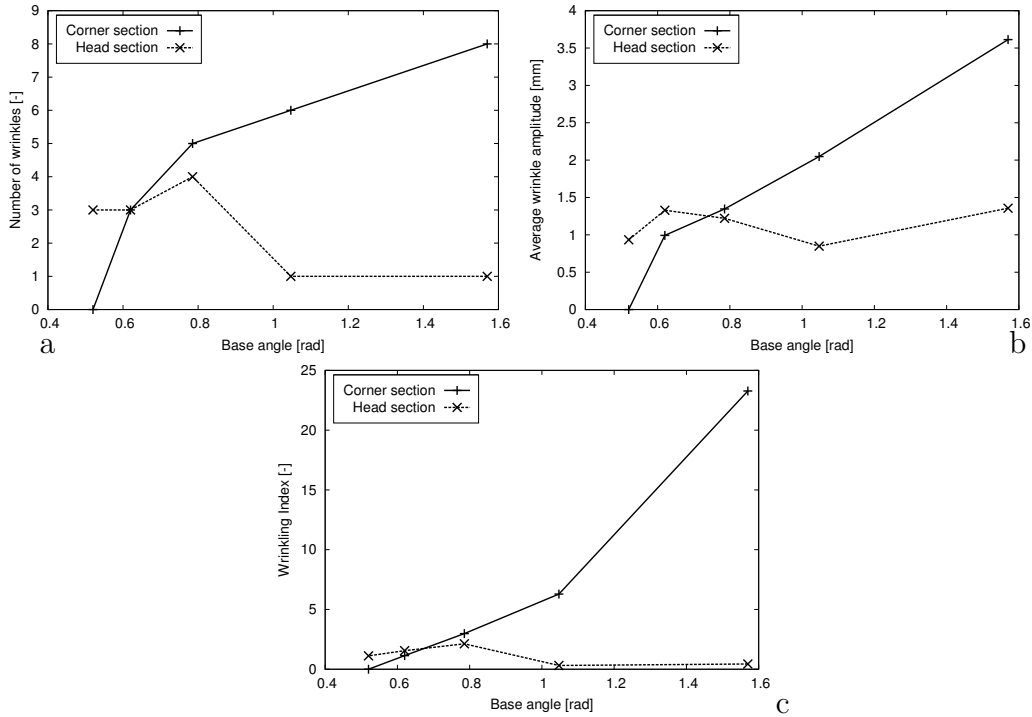 9
8
7
6
5
4
3
2
1
0
Number of wrinkles [-]
Corner section
Head section
0.4 0.6 0.8 1 1.2 1.4 1.6
Base angle [rad]
a
4
3.5
3
2.5
2
1.5
1
0.5
0
Average wrinkle amplitude [mm]
Corner section
Head section
0.4 0.6 0.8 1 1.2 1.4 1.6
Base angle [rad]
b
25
20
15
10
5
0
Wrinkling Index [-]
Corner section
Head section
0.4 0.6 0.8 1 1.2 1.4 1.6
Base angle [rad]
c